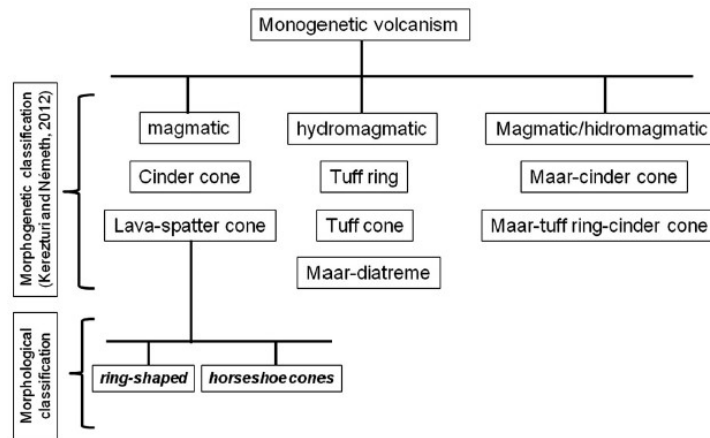 Monogenetic volcanism
Morphogenetic classification
(Kerezturi and Németh, 2012)
magmatic
hydromagmatic
Magmatic/hidromagmatic
Cinder cone
Tuff ring
Maar-cinder cone
Lava-spatter cone
Tuff cone
Maar-tuff ring-cinder cone
Maar-diatreme
Morphological
classification
ring-shaped
horseshoe cones